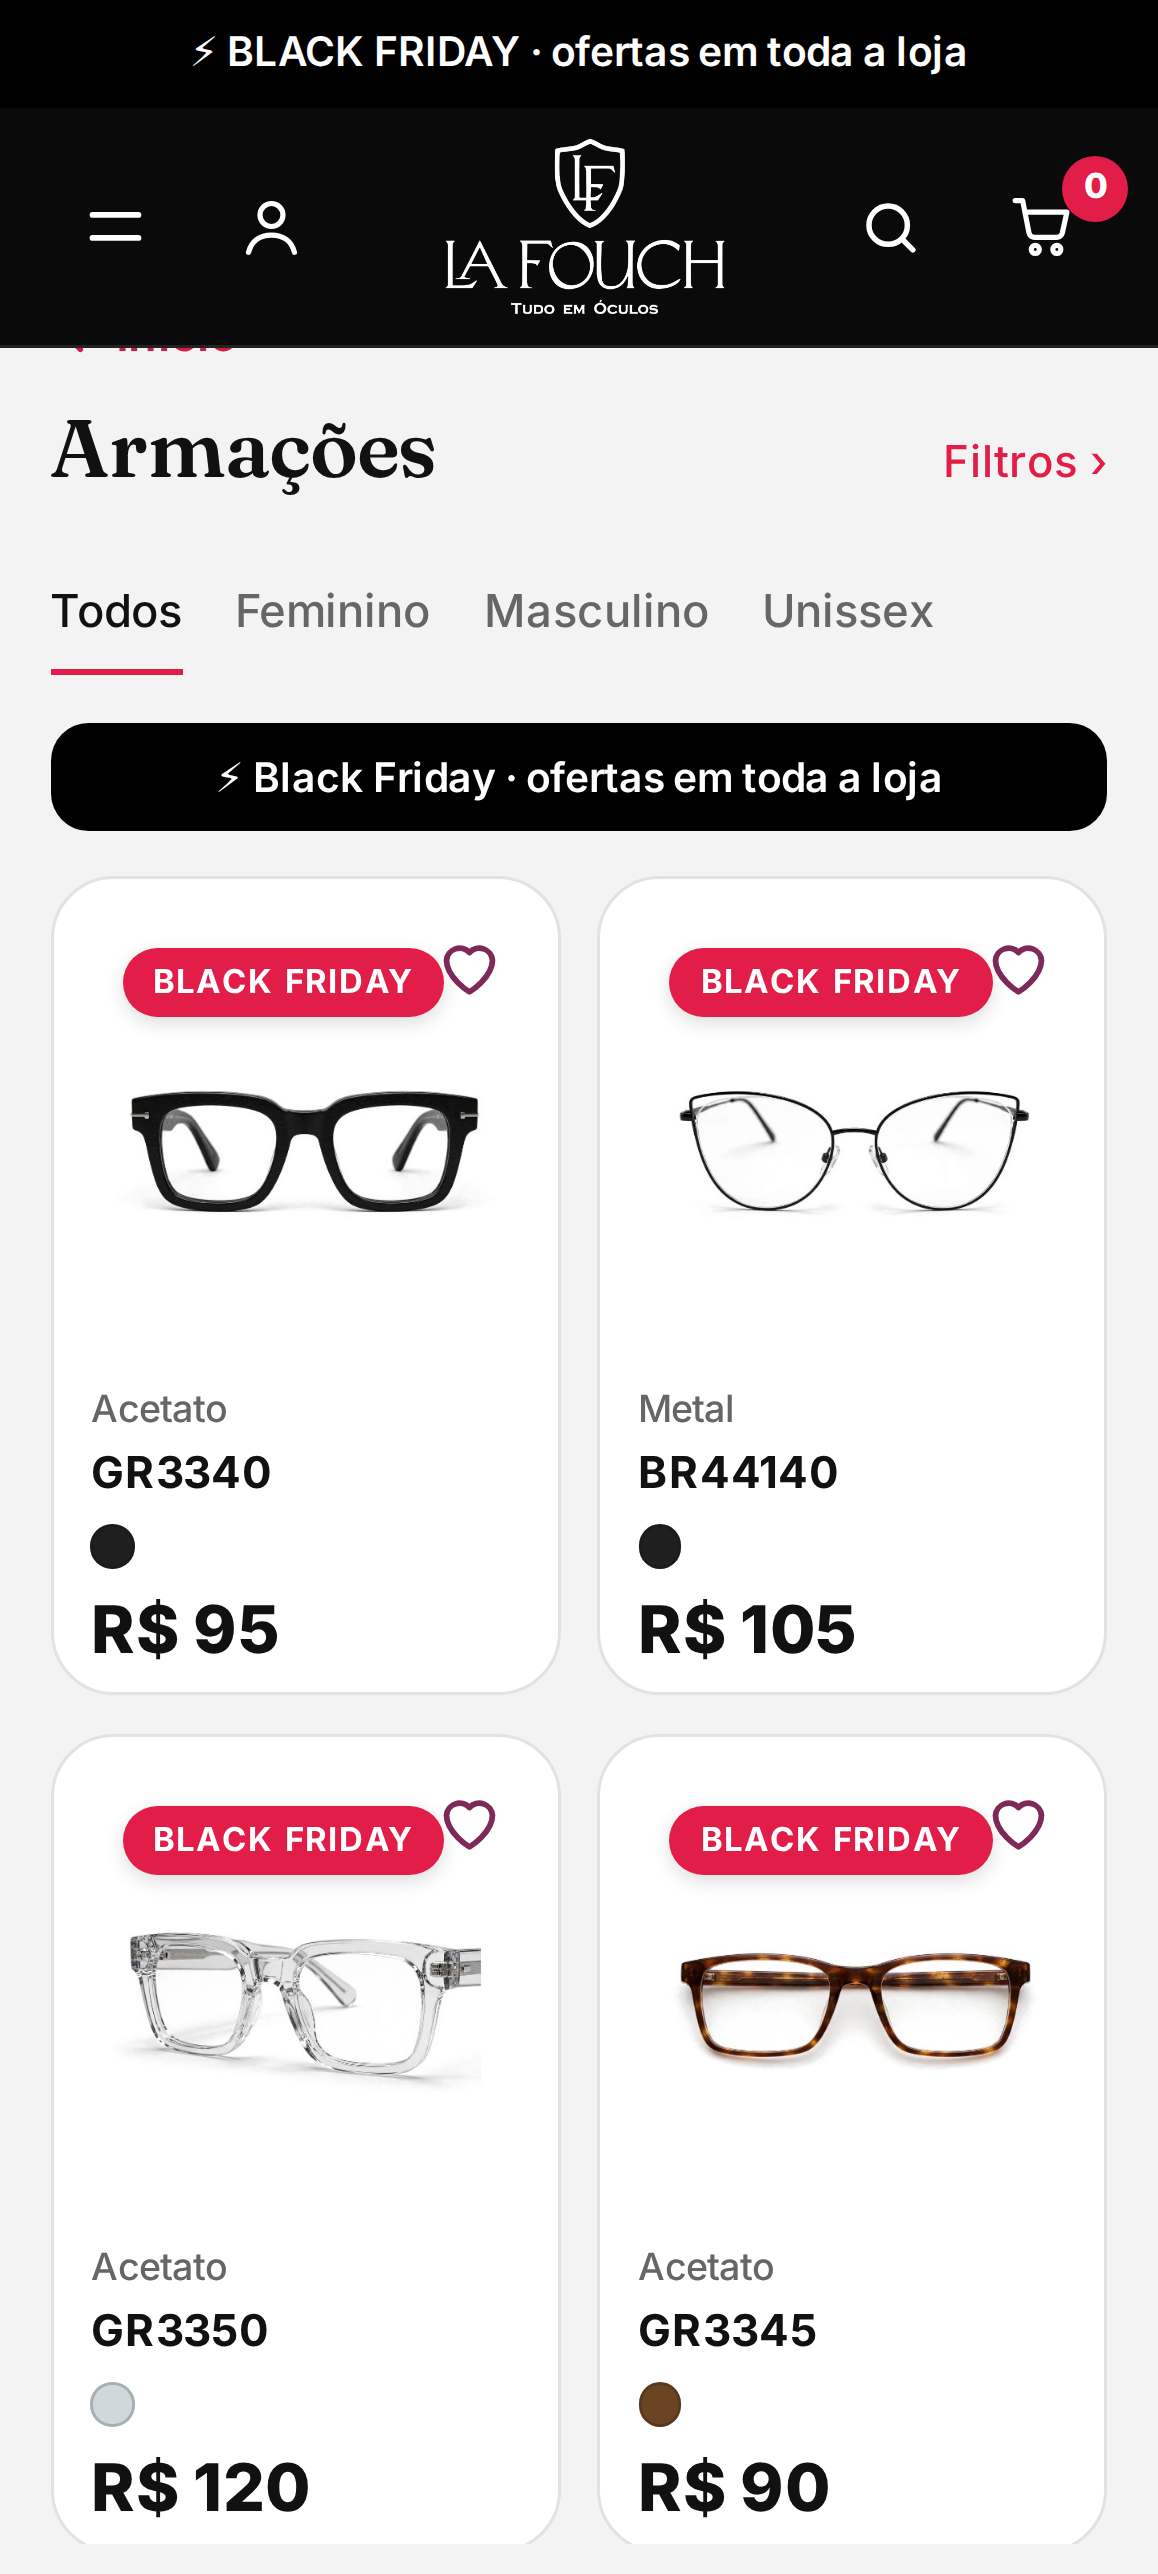 ⚡ BLACK FRIDAY · ofertas em toda a loja
0
LF
LA FOUCH
TUDO EM ÓCULOS
Armações
Filtros ›
Todos Feminino Masculino Unissex
⚡ Black Friday · ofertas em toda a loja
BLACK FRIDAY BLACK FRIDAY
Acetato Metal
GR3340 BR44140
R$ 95 R$ 105
BLACK FRIDAY BLACK FRIDAY
Acetato Acetato
GR3350 GR3345
R$ 120 R$ 90